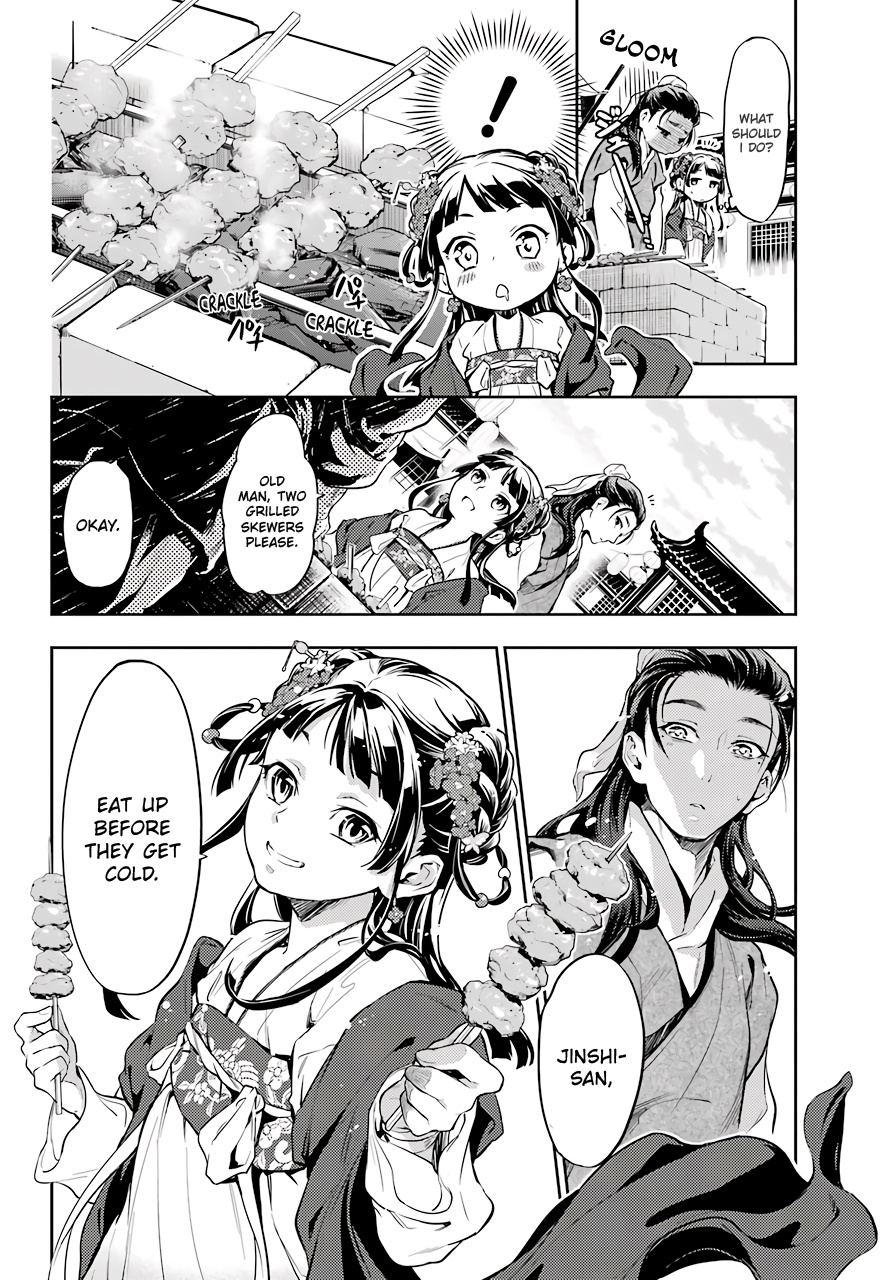 WHAT
SHOULD
I DO?
GLOOM
!
CRACKLE
パチ
CRACKLE
パチ
OLD
MAN, TWO
GRILLED
SKEWERS
PLEASE.
OKAY.
JINSHI-
SAN,
EAT UP
BEFORE
THEY GET
COLD.